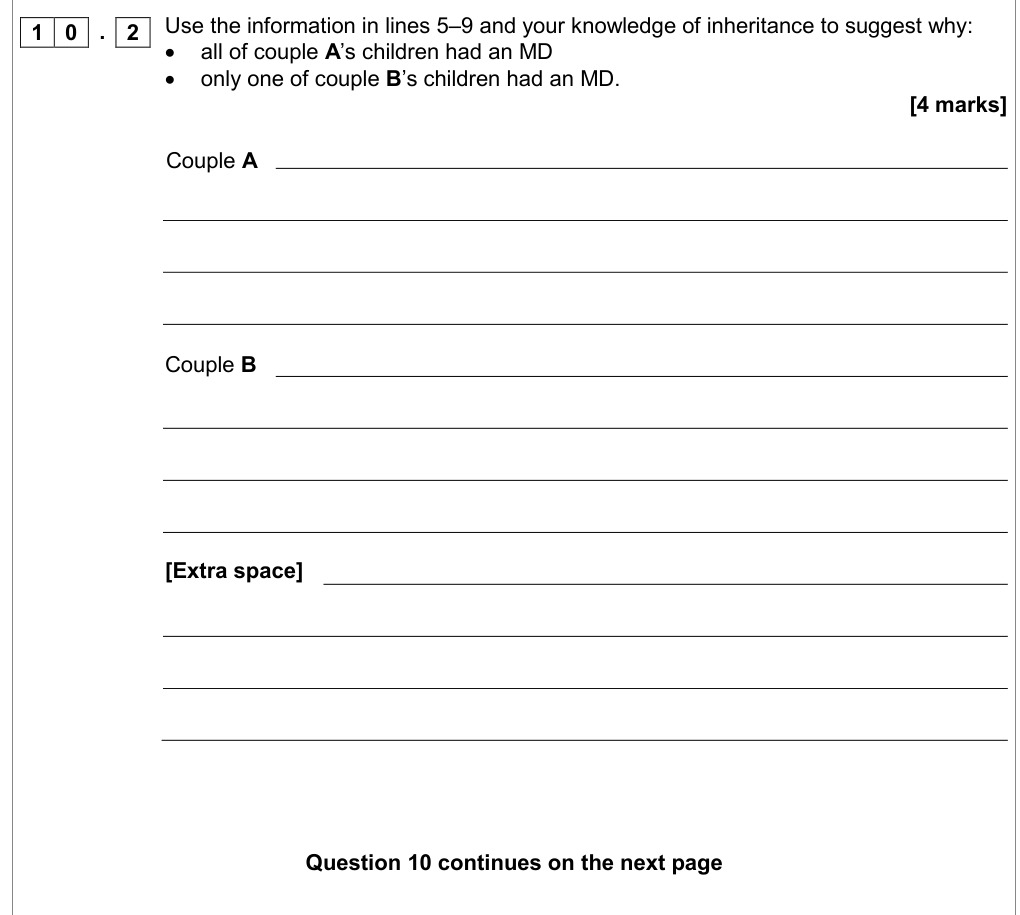 1 0 . 2 Use the information in lines 5–9 and your knowledge of inheritance to suggest why:
• all of couple A's children had an MD
• only one of couple B's children had an MD.
[4 marks]
Couple A
Couple B
[Extra space]
Question 10 continues on the next page